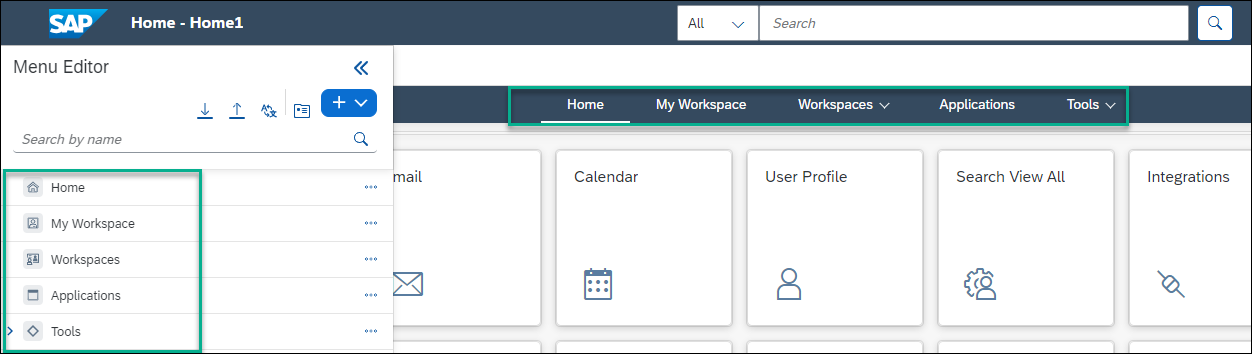 SAP Home - Home1 All Search
Menu Editor
Home My Workspace Workspaces Applications Tools
Search by name
mail Calendar User Profile Search View All Integrations
Home
My Workspace
Workspaces
Applications
Tools